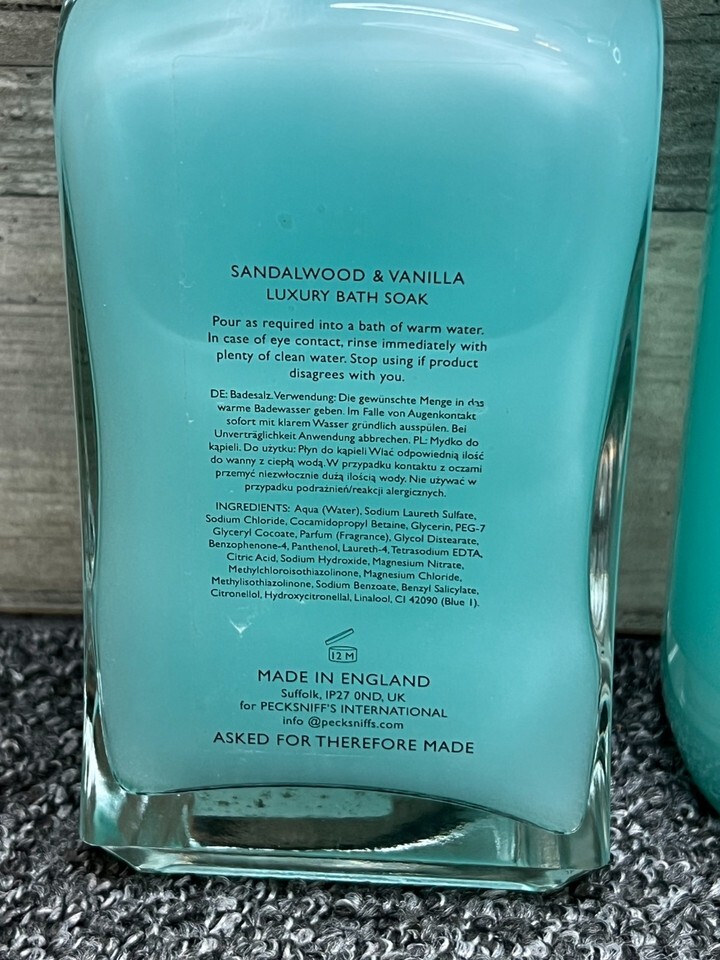 SANDALWOOD & VANILLA
LUXURY BATH SOAK
Pour as required into a bath of warm water.
In case of eye contact, rinse immediately with
plenty of clean water. Stop using if product
disagrees with you.
DE: Badesalz. Verwendung: Die gewünschte Menge in das
warme Badewasser geben. Im Falle von Augenkontakt
sofort mit klarem Wasser gründlich ausspülen. Bei
Unverträglichkeit Anwendung abbrechen. PL: Mydło do
kąpieli. Do użytku: Płyn do kąpieli Wlać odpowiednią ilość
do wanny z ciepłą wodą. W przypadku kontaktu z oczami
przemyć niezwłocznie dużą ilością wody. Nie używać w
przypadku podrażnień/reakcji alergicznych.
INGREDIENTS: Aqua (Water), Sodium Laureth Sulfate,
Sodium Chloride, Cocamidopropyl Betaine, Glycerin, PEG-7
Glyceryl Cocoate, Parfum (Fragrance), Glycol Distearate,
Benzophenone-4, Panthenol, Laureth-4, Tetrasodium EDTA,
Citric Acid, Sodium Hydroxide, Magnesium Nitrate,
Methylchloroisothiazolinone, Magnesium Chloride,
Methylisothiazolinone, Sodium Benzoate, Benzyl Salicylate,
Citronellol, Hydroxycitronellal, Linalool, CI 42090 (Blue 1).
12 M
MADE IN ENGLAND
Suffolk, IP27 0ND, UK
for PECKSNIFF'S INTERNATIONAL
info @pecksniffs.com
ASKED FOR THEREFORE MADE